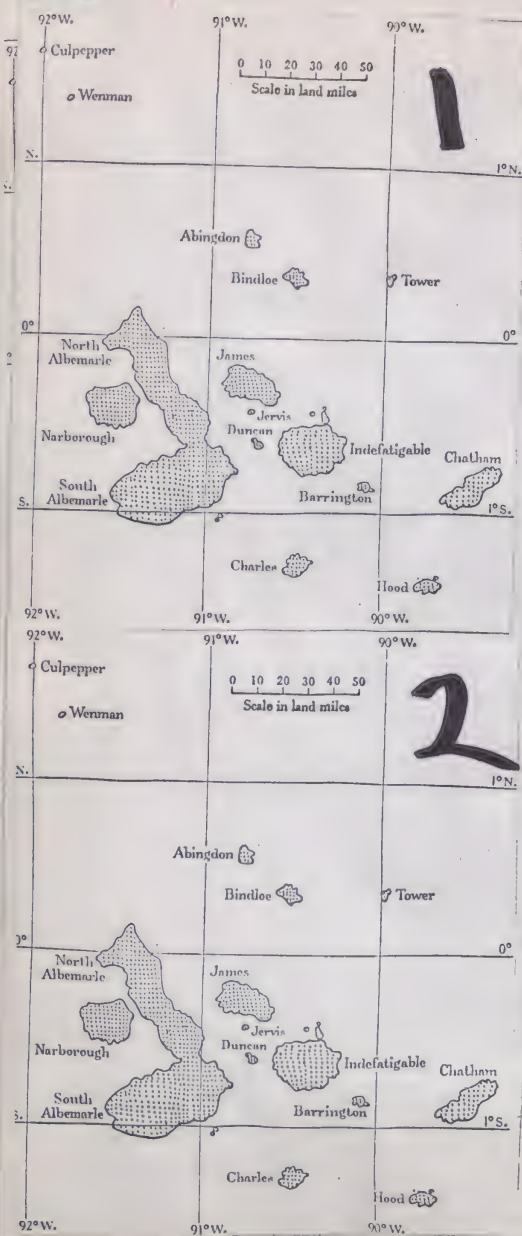 92°W.
91°W.
90°W.
92
Culpepper
0 10 20 30 40 50
Scale in land miles
1
Wenman
N.
1°N.
Abingdon
Bindloe
Tower
0°
0°
North
Albemarle
James
Jervis
Duncan
Narborough
Indefatigable
Chatham
South
Albemarle
Barrington
S.
1°S.
Charles
Hood
92°W.
91°W.
90°W.
92°W.
91°W.
90°W.
Culpepper
0 10 20 30 40 50
Scale in land miles
2
Wenman
N.
1°N.
Abingdon
Bindloe
Tower
0°
0°
North
Albemarle
James
Jervis
Duncan
Narborough
Indefatigable
Chatham
South
Albemarle
Barrington
S.
1°S.
Charles
Hood
92°W.
91°W.
90°W.